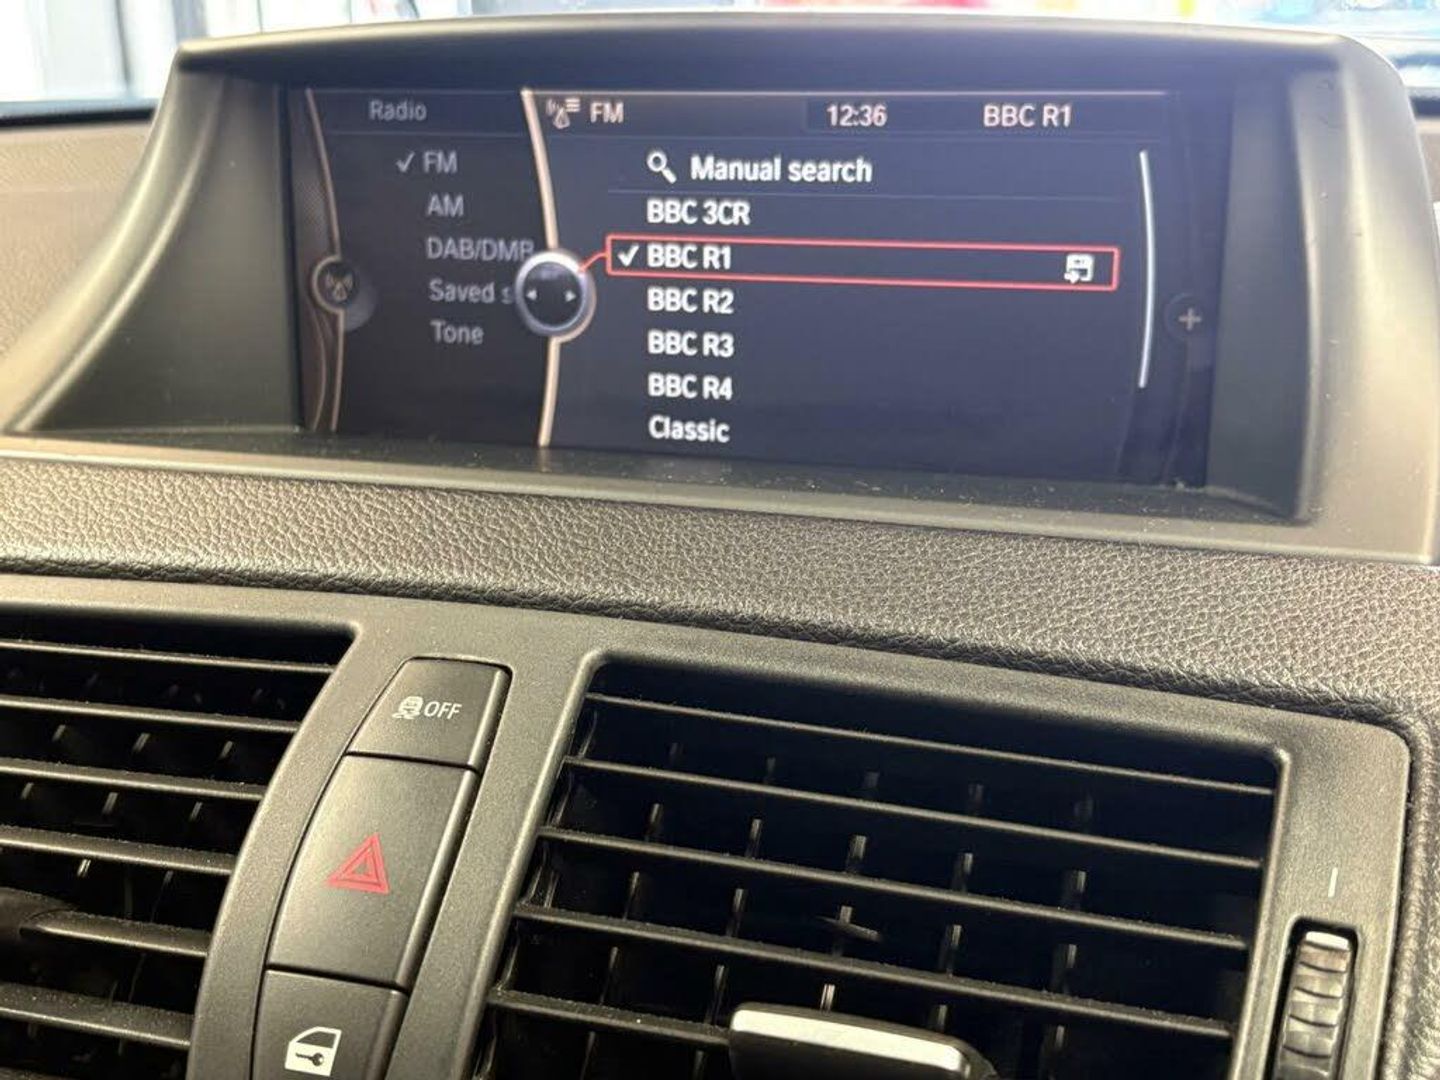 Radio
FM 12:36 BBC R1
✓ FM
AM
DAB/DMB
Saved s
Tone
Manual search
BBC 3CR
✓ BBC R1
BBC R2
BBC R3
BBC R4
Classic
OFF